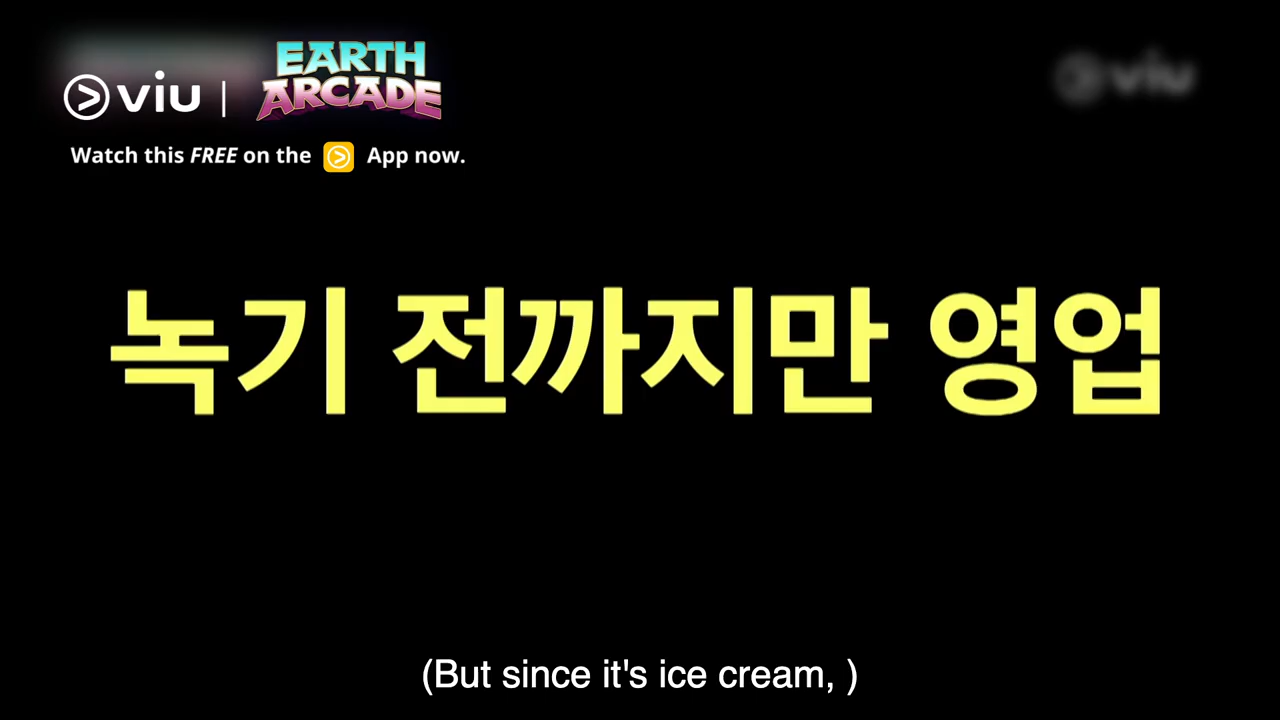 viu | EARTH ARCADE
viu
Watch this FREE on the App now.
녹기 전까지만 영업
(But since it's ice cream, )